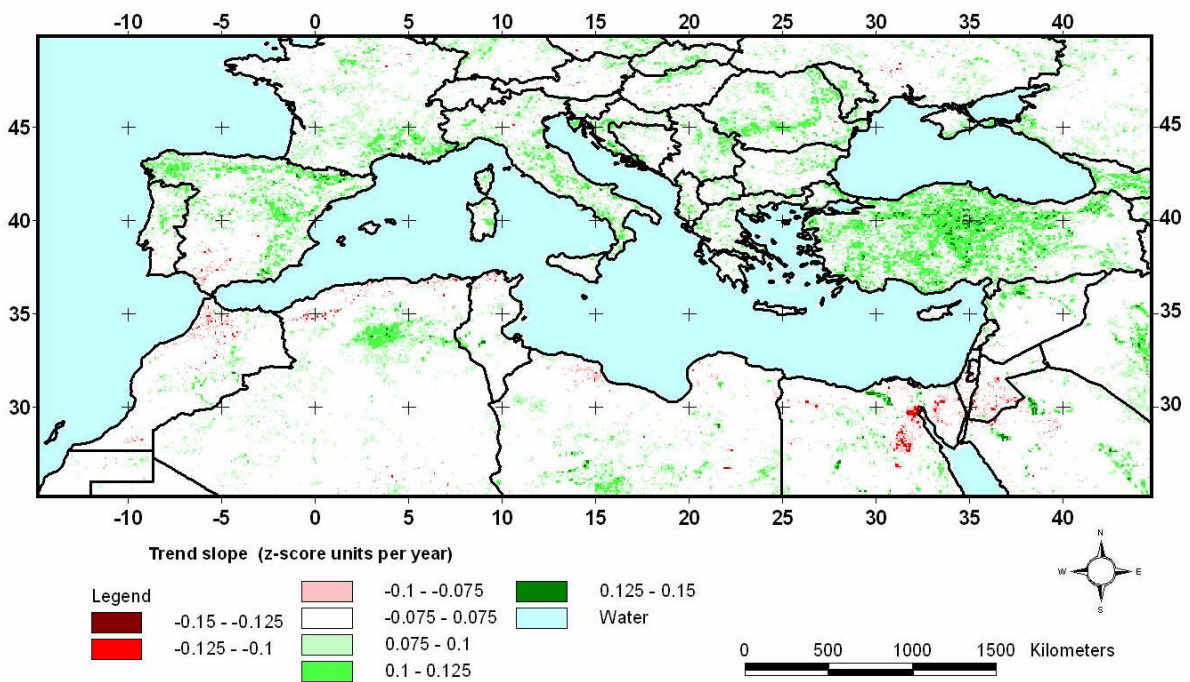 -10 -5 0 5 10 15 20 25 30 35 40
45 45
40 40
35 35
30 30
-10 -5 0 5 10 15 20 25 30 35 40
Trend slope (z-score units per year)
Legend
-0.15 - -0.125
-0.125 - -0.1
-0.1 - -0.075
-0.075 - 0.075
0.075 - 0.1
0.1 - 0.125
0.125 - 0.15
Water
N
W E
S
0 500 1000 1500 Kilometers